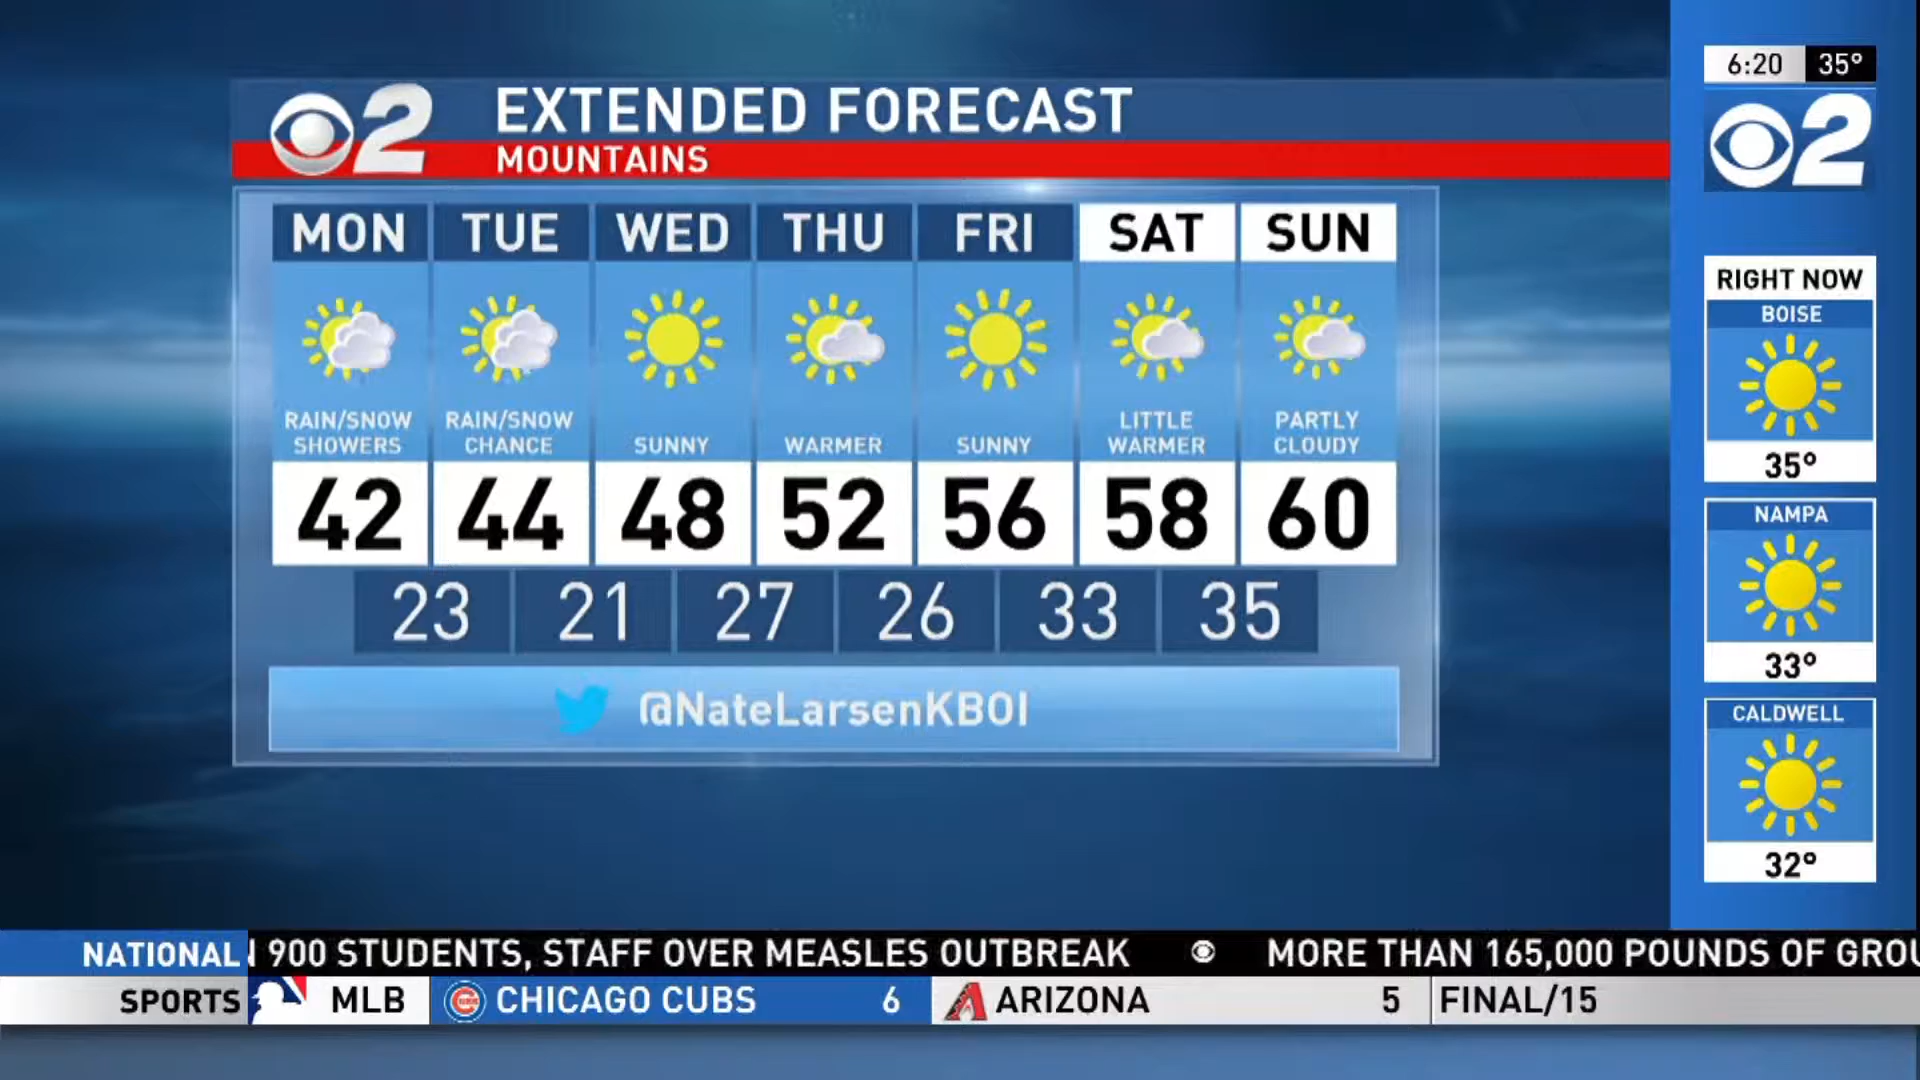 2 EXTENDED FORECAST
MOUNTAINS
MON TUE WED THU FRI SAT SUN
RAIN/SNOW SHOWERS
RAIN/SNOW CHANCE
SUNNY
WARMER
SUNNY
LITTLE WARMER
PARTLY CLOUDY
42 44 48 52 56 58 60
23 21 27 26 33 35
@NateLarsenKBOI
6:20 35°
2
RIGHT NOW
BOISE
35°
NAMPA
33°
CALDWELL
32°
NATIONAL 900 STUDENTS, STAFF OVER MEASLES OUTBREAK MORE THAN 165,000 POUNDS OF GROU
SPORTS MLB CHICAGO CUBS 6 ARIZONA 5 FINAL/15